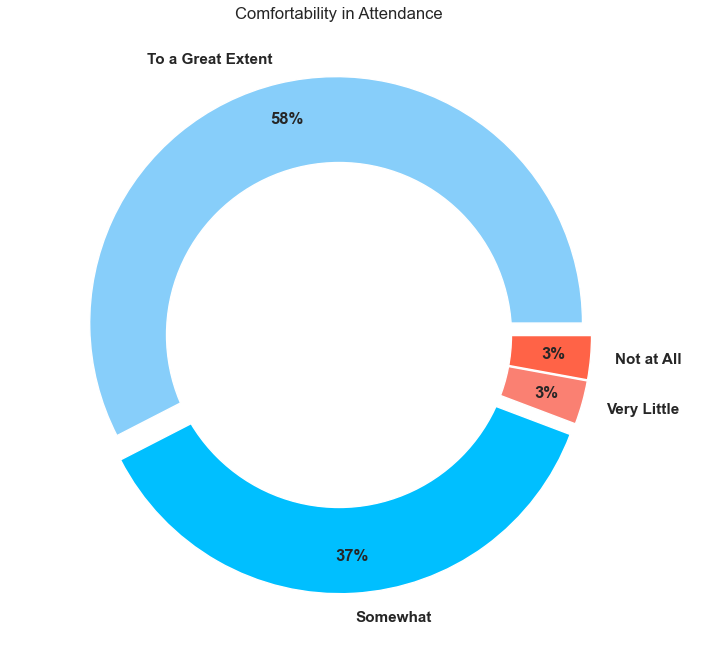 Comfortability in Attendance
To a Great Extent
58%
3%
Not at All
3%
Very Little
37%
Somewhat